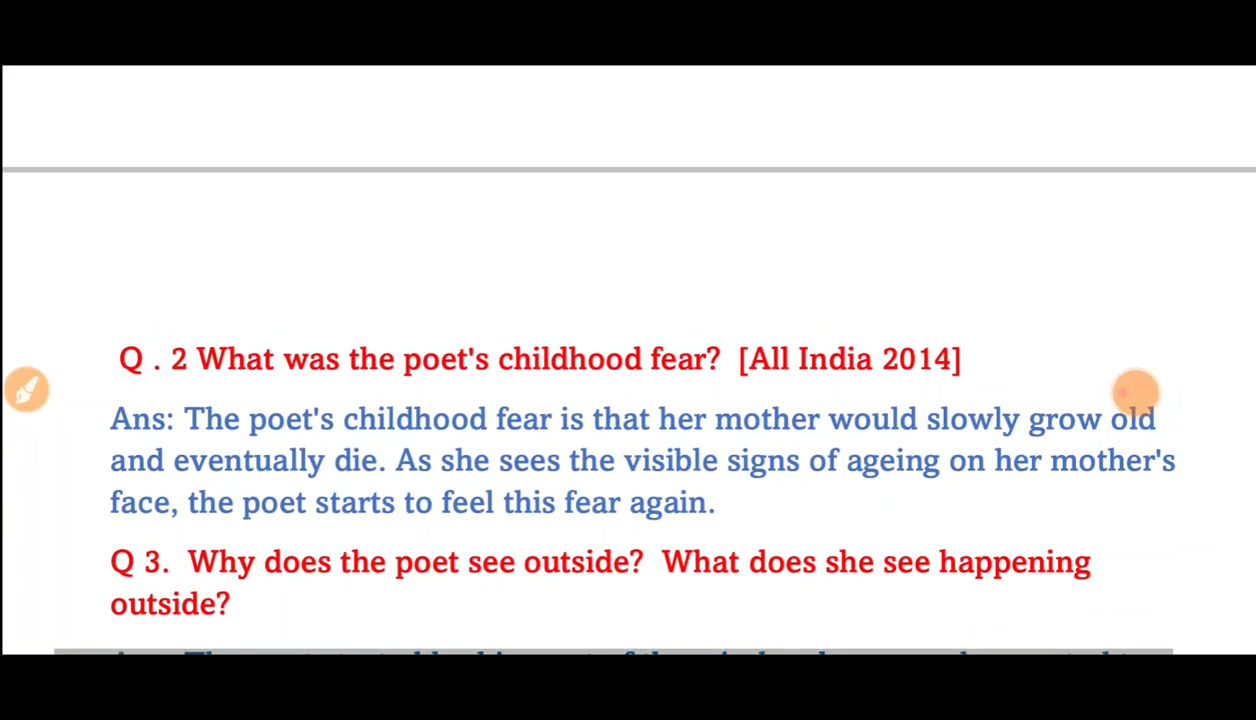 Q . 2 What was the poet's childhood fear? [All India 2014]
Ans: The poet's childhood fear is that her mother would slowly grow old
and eventually die. As she sees the visible signs of ageing on her mother's
face, the poet starts to feel this fear again.
Q 3. Why does the poet see outside? What does she see happening
outside?